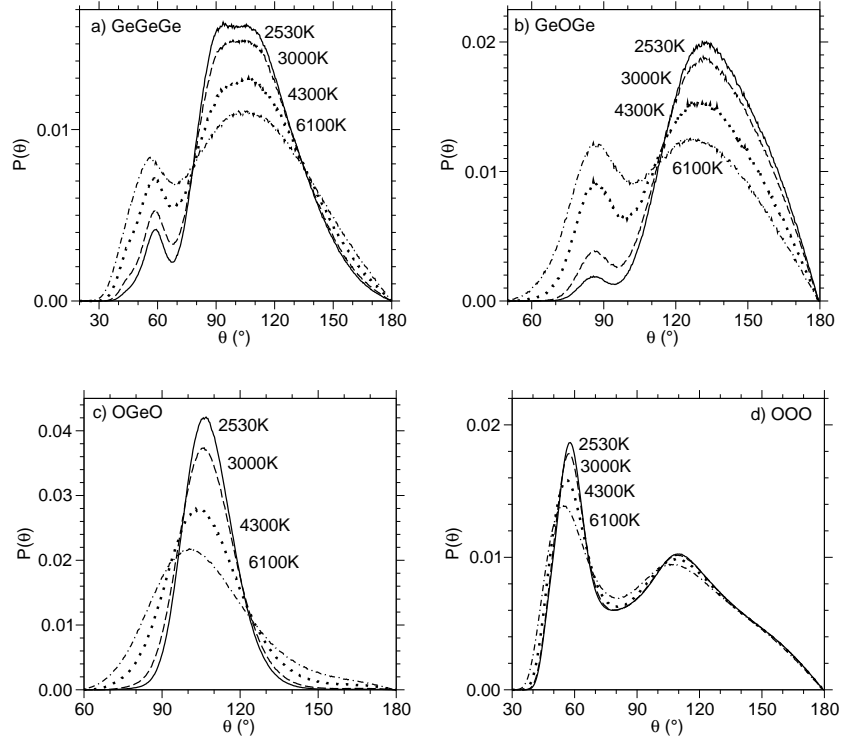 a) GeGeGe
2530K
3000K
4300K
6100K
P(θ)
0.01
0.00
30 60 90 120 150 180
θ (°)
b) GeOGe
2530K
3000K
4300K
6100K
P(θ)
0.02
0.01
0.00
60 90 120 150 180
θ (°)
c) OGeO
2530K
3000K
4300K
6100K
P(θ)
0.04
0.03
0.02
0.01
0.00
60 90 120 150 180
θ (°)
d) OOO
2530K
3000K
4300K
6100K
P(θ)
0.02
0.01
0.00
30 60 90 120 150 180
θ (°)